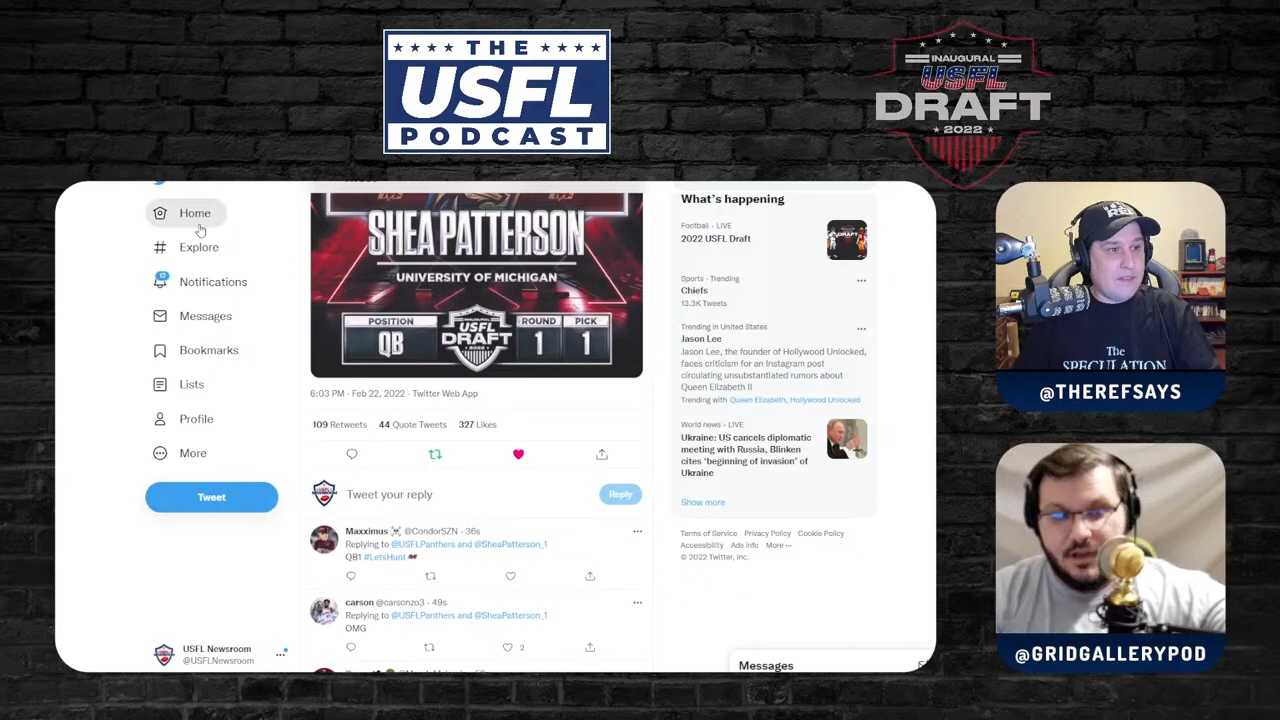 ★★★★ THE ★★★★
USFL
PODCAST
INAUGURAL
USFL
DRAFT
★ 2022 ★
Home
Explore
12
Notifications
Messages
Bookmarks
Lists
Profile
More
Tweet
USFL Newsroom
@USFLNewsroom
SHEA PATTERSON
UNIVERSITY OF MICHIGAN
POSITION
QB
INAUGURAL
USFL
DRAFT
ROUND
1
PICK
1
6:03 PM · Feb 22, 2022 · Twitter Web App
109 Retweets 44 Quote Tweets 327 Likes
Tweet your reply
Reply
Maxximus @CondorSZN · 36s
Replying to @USFLPanthers and @SheaPatterson_1
QB1 #LetsHunt
carson @carsonzo3 · 49s
Replying to @USFLPanthers and @SheaPatterson_1
OMG
2
What's happening
Football · LIVE
2022 USFL Draft
DRAFT
Sports · Trending
Chiefs
13.3K Tweets
Trending in United States
Jason Lee
Jason Lee, the founder of Hollywood Unlocked,
faces criticism for an Instagram post
circulating unsubstantiated rumors about
Queen Elizabeth II
Trending with Queen Elizabeth, Hollywood Unlocked
World news · LIVE
Ukraine: US cancels diplomatic
meeting with Russia, Blinken
cites 'beginning of invasion' of
Ukraine
Show more
Terms of Service Privacy Policy Cookie Policy
Accessibility Ads info More ···
© 2022 Twitter, Inc.
Messages
The
SPECULATION
@THEREFSAYS
@GRIDGALLERYPOD